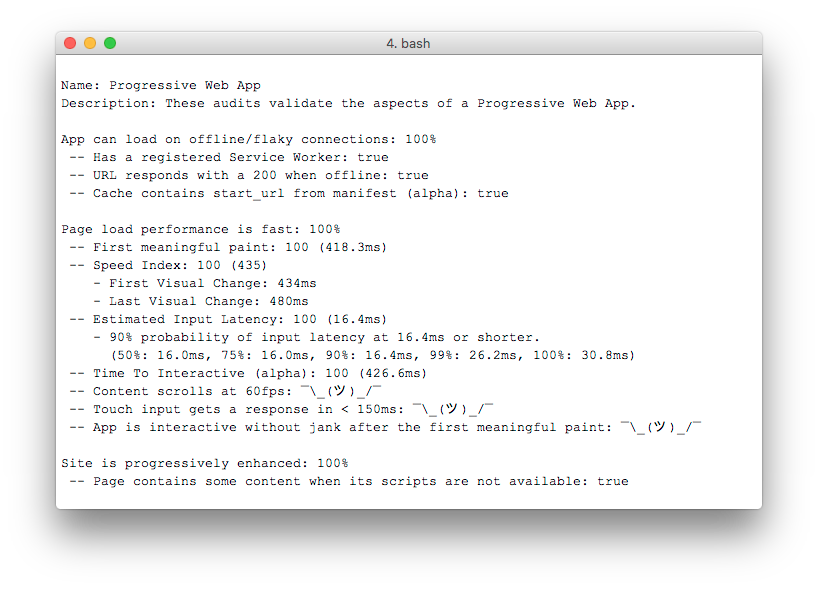 4. bash
Name: Progressive Web App
Description: These audits validate the aspects of a Progressive Web App.
App can load on offline/flaky connections: 100%
-- Has a registered Service Worker: true
-- URL responds with a 200 when offline: true
-- Cache contains start_url from manifest (alpha): true
Page load performance is fast: 100%
-- First meaningful paint: 100 (418.3ms)
-- Speed Index: 100 (435)
- First Visual Change: 434ms
- Last Visual Change: 480ms
-- Estimated Input Latency: 100 (16.4ms)
- 90% probability of input latency at 16.4ms or shorter.
(50%: 16.0ms, 75%: 16.0ms, 90%: 16.4ms, 99%: 26.2ms, 100%: 30.8ms)
-- Time To Interactive (alpha): 100 (426.6ms)
-- Content scrolls at 60fps: ¯\_(ツ)_/¯
-- Touch input gets a response in < 150ms: ¯\_(ツ)_/¯
-- App is interactive without jank after the first meaningful paint: ¯\_(ツ)_/¯
Site is progressively enhanced: 100%
-- Page contains some content when its scripts are not available: true